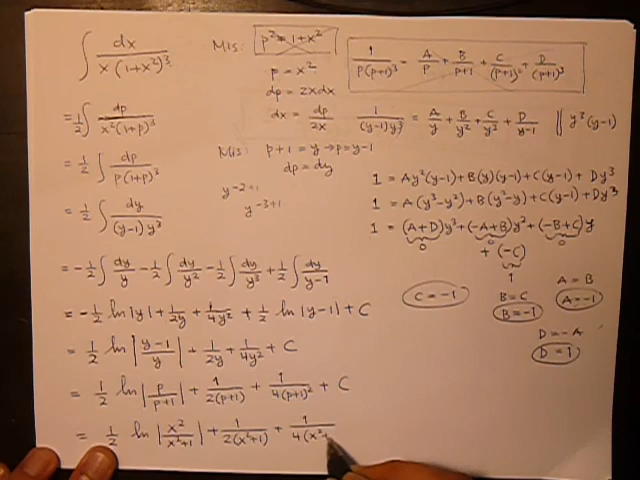 ∫ dx / x(1+x²)³
Mis: p² = 1+x²
p = x²
dp = 2xdx
dx = dp/2x
1/(p(p+1)³) = A/p + B/(p+1) + C/(p+1)² + D/(p+1)³
= ½ ∫ dp / x²(1+p)³
1/((y-1)y³) = A/y + B/y² + C/y³ + D/(y-1) || y³(y-1)
= ½ ∫ dp / p(1+p)³
Mis: p+1 = y → p = y-1
dp = dy
= ½ ∫ dy / (y-1)y³
y^(-2+1)
y^(-3+1)
1 = Ay²(y-1) + B(y)(y-1) + C(y-1) + Dy³
1 = A(y³-y²) + B(y²-y) + C(y-1) + Dy³
1 = (A+D)y³ + (-A+B)y² + (-B+C)y
0 0 0
+ (-C)
1
= -½ ∫ dy/y - ½ ∫ dy/y² - ½ ∫ dy/y³ + ½ ∫ dy/(y-1)
C = -1
B = C
B = -1
A = B
A = -1
D = -A
D = 1
= -½ ln|y| + 1/2y + 1/4y² + ½ ln|y-1| + C
= ½ ln|(y-1)/y| + 1/2y + 1/4y² + C
= ½ ln|p/(p+1)| + 1/2(p+1) + 1/4(p+1)² + C
= ½ ln|x²/(x²+1)| + 1/2(x²+1) + 1/4(x²+